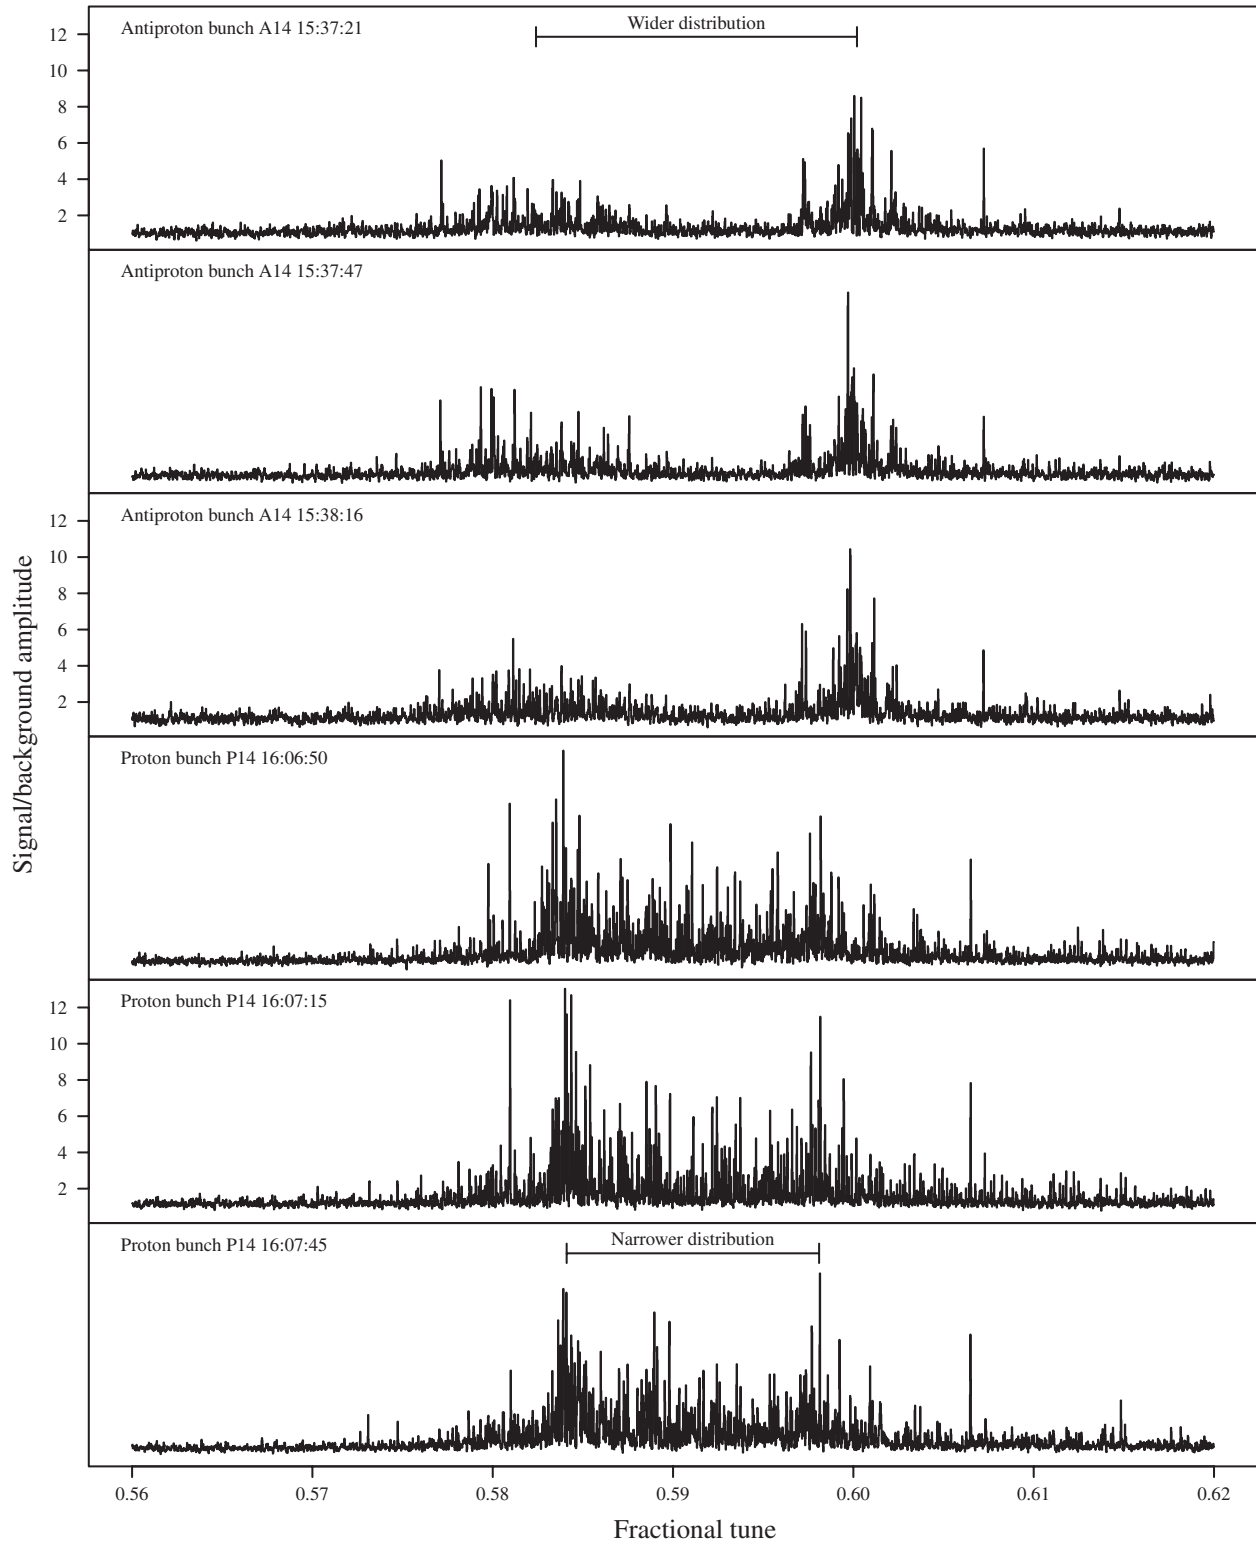 Antiproton bunch A14 15:37:21
Wider distribution
12
10
8
6
4
2
Antiproton bunch A14 15:37:47
Antiproton bunch A14 15:38:16
12
10
8
6
4
2
Signal/background amplitude
Proton bunch P14 16:06:50
Proton bunch P14 16:07:15
12
10
8
6
4
2
Proton bunch P14 16:07:45
Narrower distribution
0.56 0.57 0.58 0.59 0.60 0.61 0.62
Fractional tune